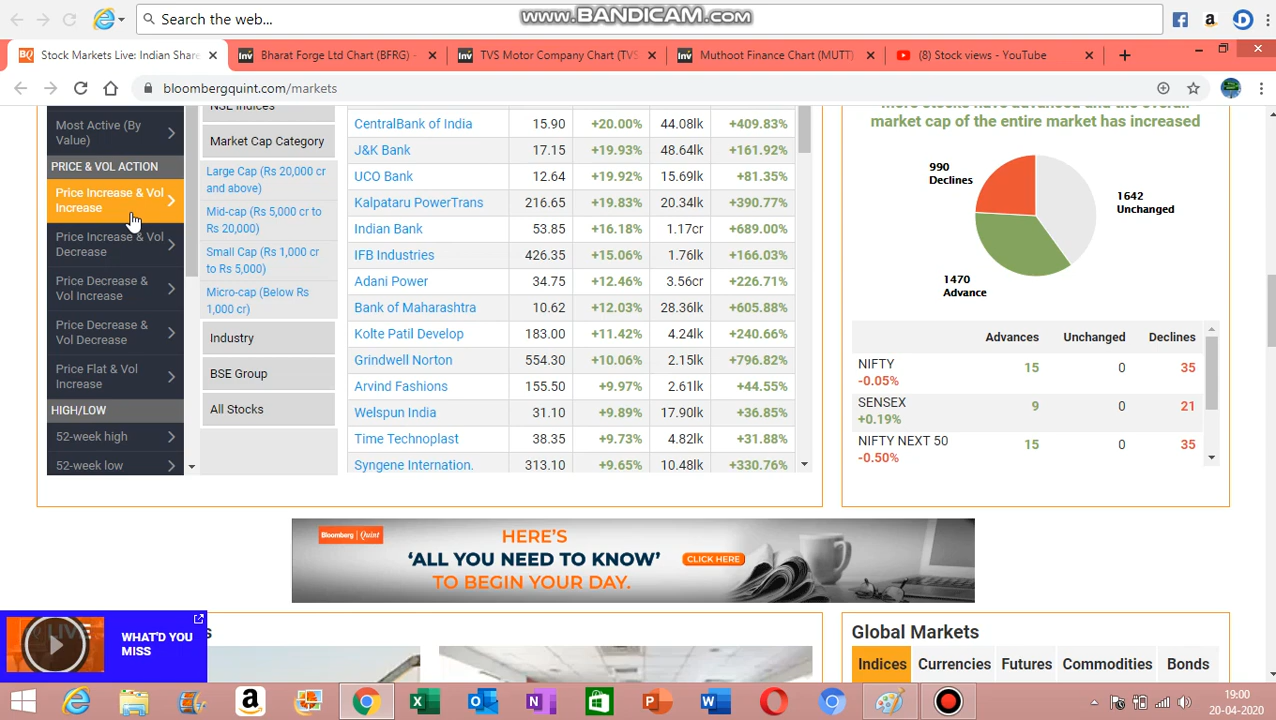 Search the web...
www.BANDICAM.com
Stock Markets Live: Indian Share
Bharat Forge Ltd Chart (BFRG) -
TVS Motor Company Chart (TVS
Muthoot Finance Chart (MUTT)
(8) Stock views - YouTube
bloombergquint.com/markets
Most Active (By
Value)
PRICE & VOL ACTION
Price Increase & Vol
Increase
Price Increase & Vol
Decrease
Price Decrease &
Vol Increase
Price Decrease &
Vol Decrease
Price Flat & Vol
Increase
HIGH/LOW
52-week high
52-week low
NSE Indices
Market Cap Category
Large Cap (Rs 20,000 cr
and above)
Mid-cap (Rs 5,000 cr to
Rs 20,000)
Small Cap (Rs 1,000 cr
to Rs 5,000)
Micro-cap (Below Rs
1,000 cr)
Industry
BSE Group
All Stocks
CentralBank of India 15.90 +20.00% 44.08lk +409.83%
J&K Bank 17.15 +19.93% 48.64lk +161.92%
UCO Bank 12.64 +19.92% 15.69lk +81.35%
Kalpataru PowerTrans 216.65 +19.83% 20.34lk +390.77%
Indian Bank 53.85 +16.18% 1.17cr +689.00%
IFB Industries 426.35 +15.06% 1.76lk +166.03%
Adani Power 34.75 +12.46% 3.56cr +226.71%
Bank of Maharashtra 10.62 +12.03% 28.36lk +605.88%
Kolte Patil Develop 183.00 +11.42% 4.24lk +240.66%
Grindwell Norton 554.30 +10.06% 2.15lk +796.82%
Arvind Fashions 155.50 +9.97% 2.61lk +44.55%
Welspun India 31.10 +9.89% 17.90lk +36.85%
Time Technoplast 38.35 +9.73% 4.82lk +31.88%
Syngene Internation. 313.10 +9.65% 10.48lk +330.76%
More stocks have advanced and the overall
market cap of the entire market has increased
990
Declines
1642
Unchanged
1470
Advance
Advances Unchanged Declines
NIFTY 15 0 35
-0.05%
SENSEX 9 0 21
+0.19%
NIFTY NEXT 50 15 0 35
-0.50%
Bloomberg | Quint
HERE'S
'ALL YOU NEED TO KNOW'
TO BEGIN YOUR DAY.
CLICK HERE
LIVE
WHAT'D YOU
MISS
s
Global Markets
Indices Currencies Futures Commodities Bonds
19:00
20-04-2020